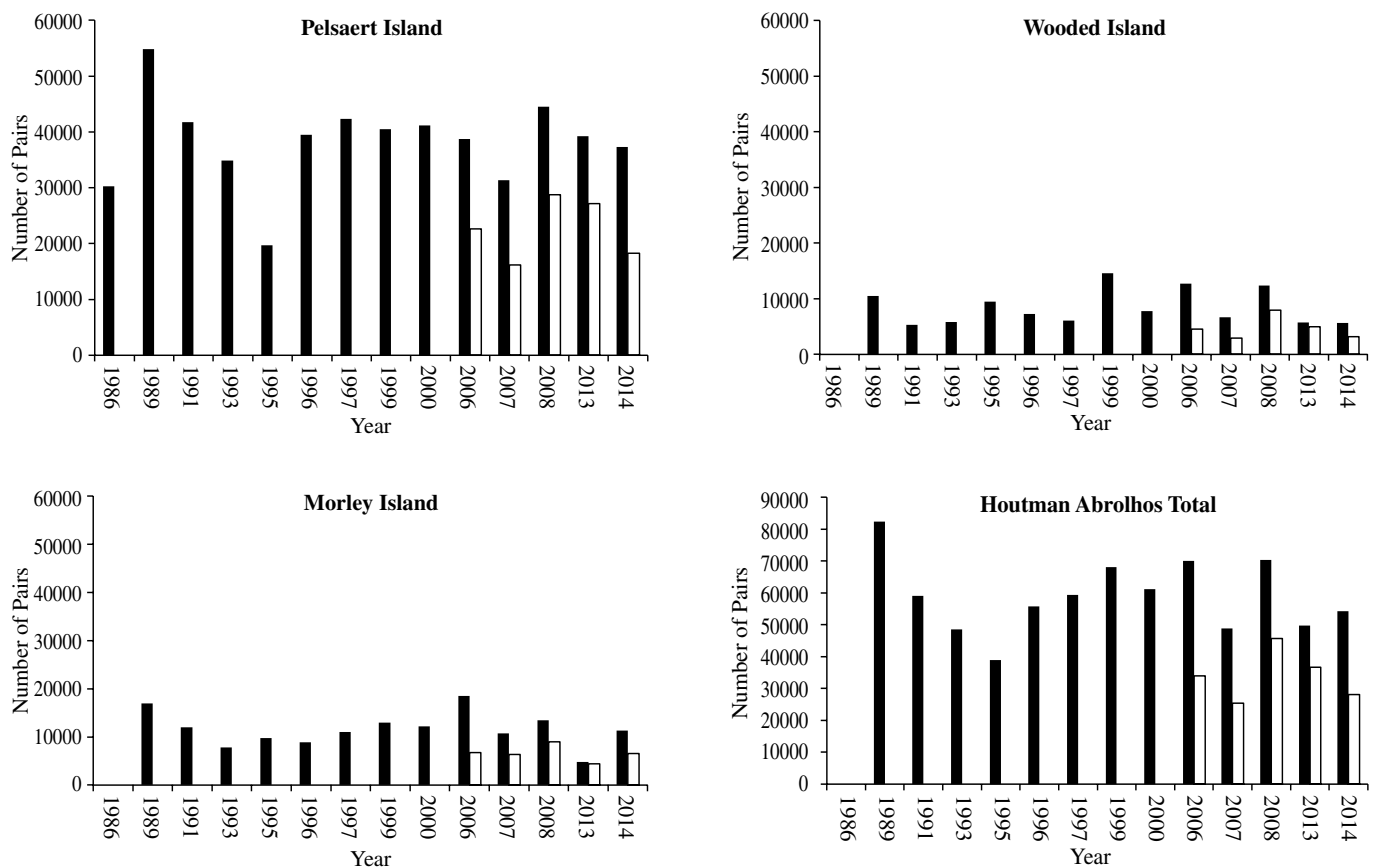 Pelsaert Island
60000
50000
40000
30000
20000
10000
0
Number of Pairs
1986 1989 1991 1993 1995 1996 1997 1999 2000 2006 2007 2008 2013 2014
Year
Wooded Island
60000
50000
40000
30000
20000
10000
0
Number of Pairs
1986 1989 1991 1993 1995 1996 1997 1999 2000 2006 2007 2008 2013 2014
Year
Morley Island
60000
50000
40000
30000
20000
10000
0
Number of Pairs
1986 1989 1991 1993 1995 1996 1997 1999 2000 2006 2007 2008 2013 2014
Year
Houtman Abrolhos Total
90000
80000
70000
60000
50000
40000
30000
20000
10000
0
Number of Pairs
1986 1989 1991 1993 1995 1996 1997 1999 2000 2006 2007 2008 2013 2014
Year